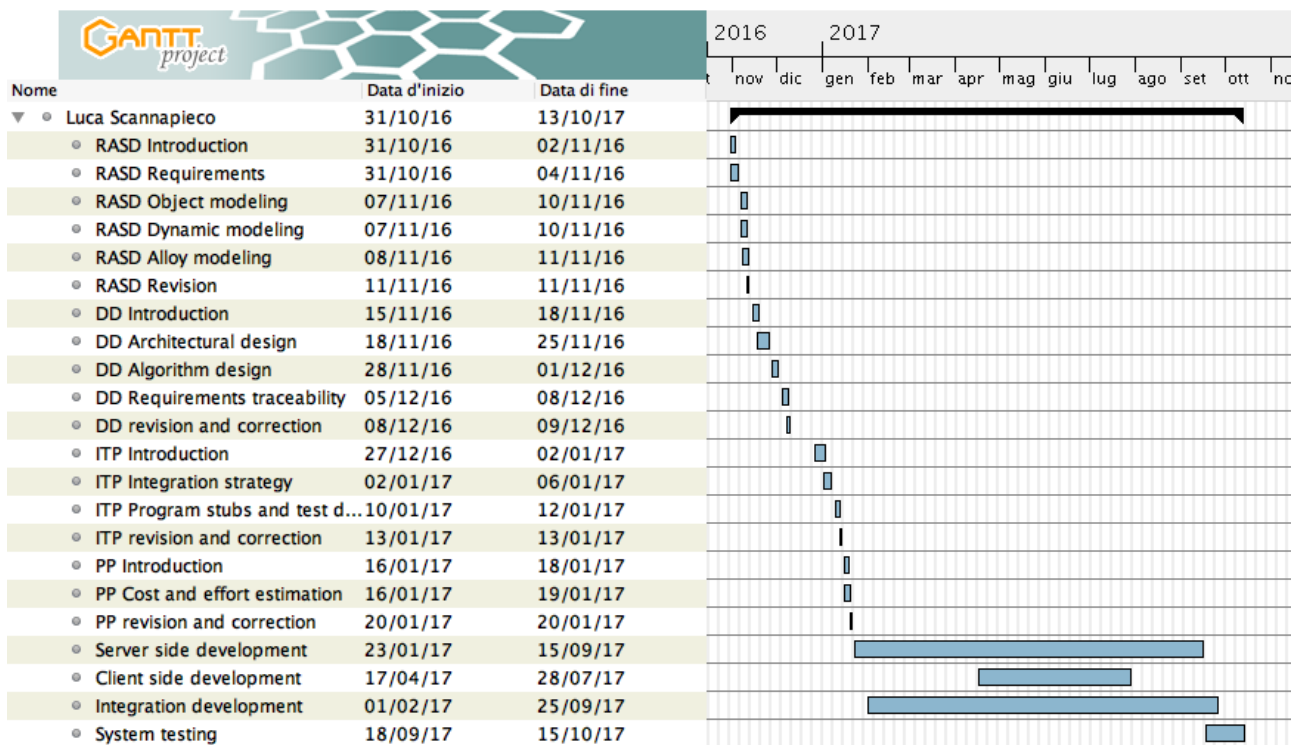 GANTT project
2016 2017
t nov dic gen feb mar apr mag giu lug ago set ott no
Nome Data d'inizio Data di fine
Luca Scannapieco 31/10/16 13/10/17
RASD Introduction 31/10/16 02/11/16
RASD Requirements 31/10/16 04/11/16
RASD Object modeling 07/11/16 10/11/16
RASD Dynamic modeling 07/11/16 10/11/16
RASD Alloy modeling 08/11/16 11/11/16
RASD Revision 11/11/16 11/11/16
DD Introduction 15/11/16 18/11/16
DD Architectural design 18/11/16 25/11/16
DD Algorithm design 28/11/16 01/12/16
DD Requirements traceability 05/12/16 08/12/16
DD revision and correction 08/12/16 09/12/16
ITP Introduction 27/12/16 02/01/17
ITP Integration strategy 02/01/17 06/01/17
ITP Program stubs and test d... 10/01/17 12/01/17
ITP revision and correction 13/01/17 13/01/17
PP Introduction 16/01/17 18/01/17
PP Cost and effort estimation 16/01/17 19/01/17
PP revision and correction 20/01/17 20/01/17
Server side development 23/01/17 15/09/17
Client side development 17/04/17 28/07/17
Integration development 01/02/17 25/09/17
System testing 18/09/17 15/10/17